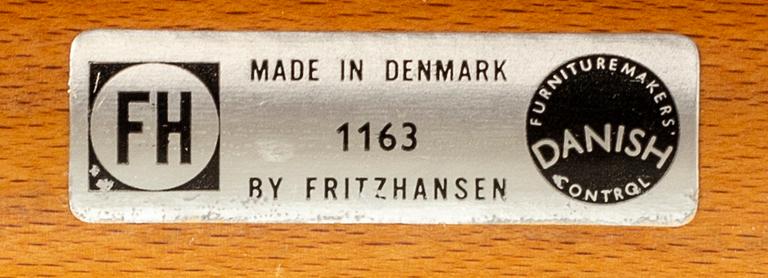 FH
MADE IN DENMARK
1163
BY FRITZHANSEN
FURNITUREMAKERS'
DANISH
CONTROL